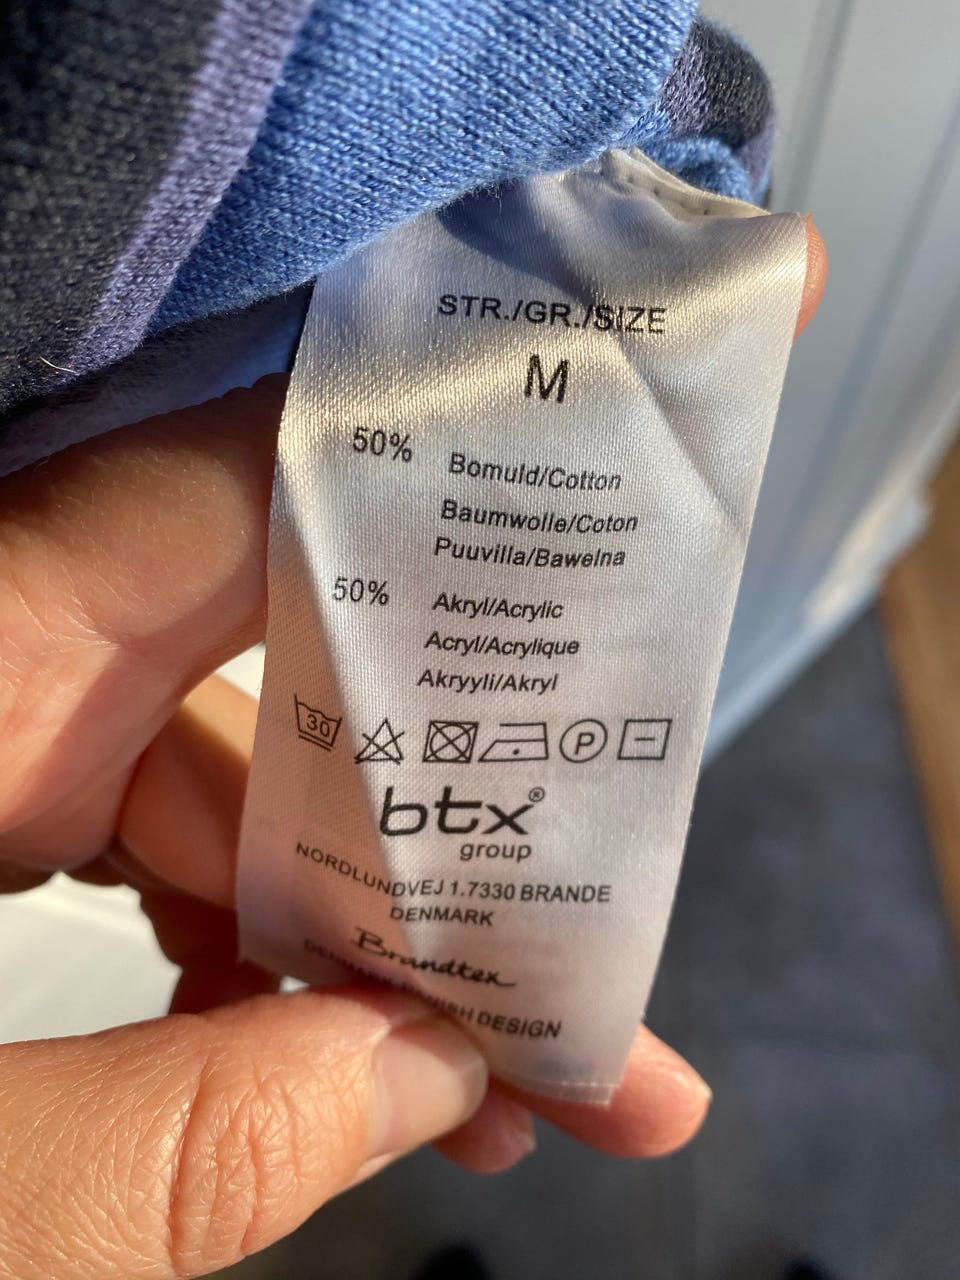 STR./GR./SIZE
M
50% Bomuld/Cotton
Baumwolle/Coton
Puuvilla/Bawelna
50% Akryl/Acrylic
Acryl/Acrylique
Akryyli/Akryl
30
P
btx®
group
NORDLUNDVEJ 1.7330 BRANDE
DENMARK
Brandtex
DESIGN